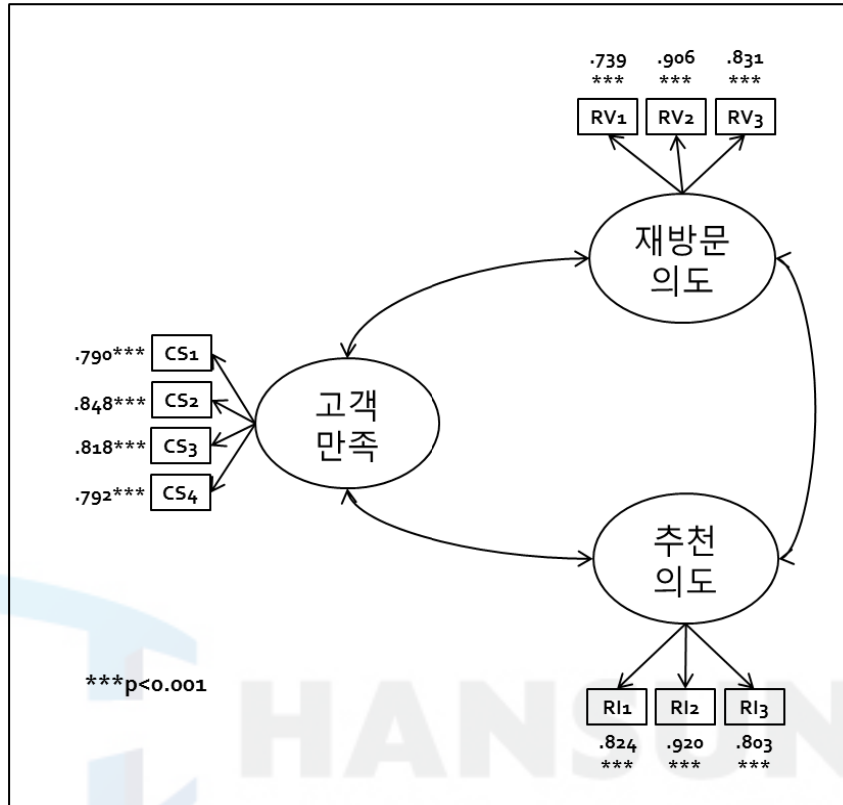 .739 .906 .831
*** *** ***
RV1 RV2 RV3
재방문
의도
.790*** CS1
.848*** CS2
.818*** CS3
.792*** CS4
고객
만족
추천
의도
***p<0.001
RI1 RI2 RI3
.824 .920 .803
*** *** ***
HANSUN